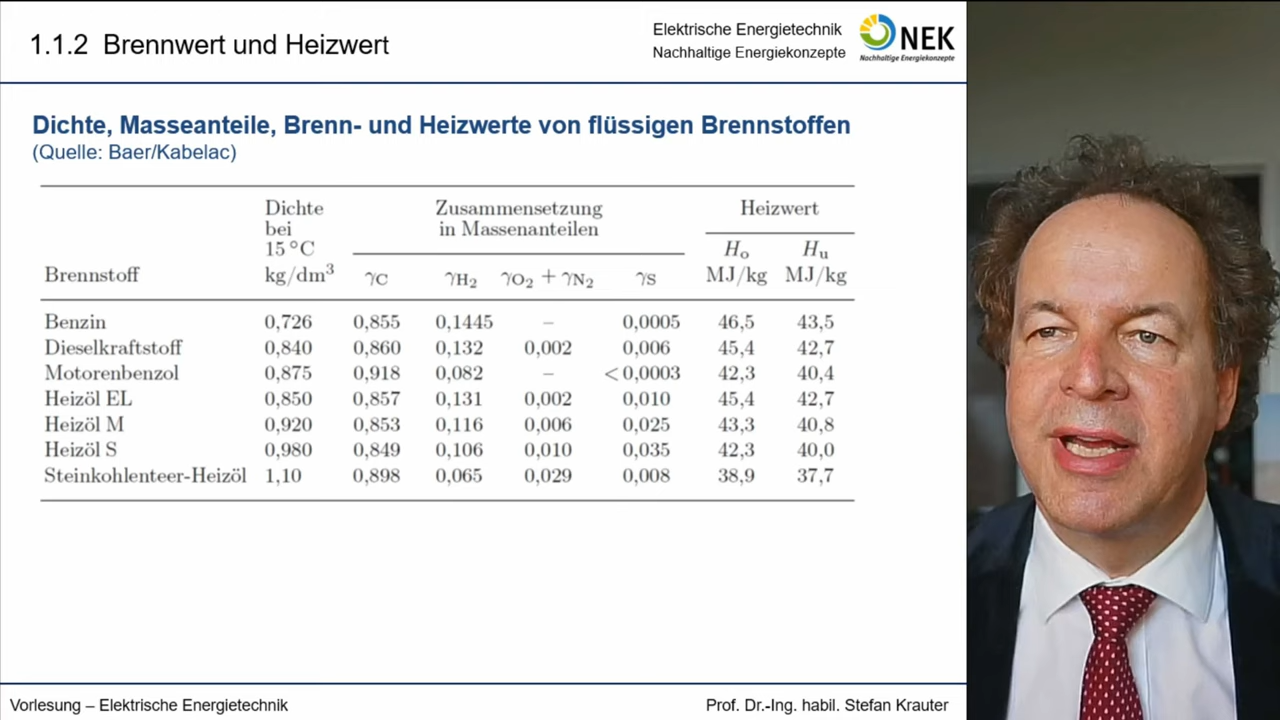 1.1.2 Brennwert und Heizwert
Elektrische Energietechnik
Nachhaltige Energiekonzepte
NEK
Nachhaltige Energiekonzepte
Dichte, Masseanteile, Brenn- und Heizwerte von flüssigen Brennstoffen
(Quelle: Baer/Kabelac)
Dichte Zusammensetzung Heizwert
bei in Massenanteilen
15 °C H_o H_u
Brennstoff kg/dm³ γ_C γ_H₂ γ_O₂ + γ_N₂ γ_S MJ/kg MJ/kg
Benzin 0,726 0,855 0,1445 – 0,0005 46,5 43,5
Dieselkraftstoff 0,840 0,860 0,132 0,002 0,006 45,4 42,7
Motorenbenzol 0,875 0,918 0,082 – < 0,0003 42,3 40,4
Heizöl EL 0,850 0,857 0,131 0,002 0,010 45,4 42,7
Heizöl M 0,920 0,853 0,116 0,006 0,025 43,3 40,8
Heizöl S 0,980 0,849 0,106 0,010 0,035 42,3 40,0
Steinkohlenteer-Heizöl 1,10 0,898 0,065 0,029 0,008 38,9 37,7
Vorlesung – Elektrische Energietechnik
Prof. Dr.-Ing. habil. Stefan Krauter